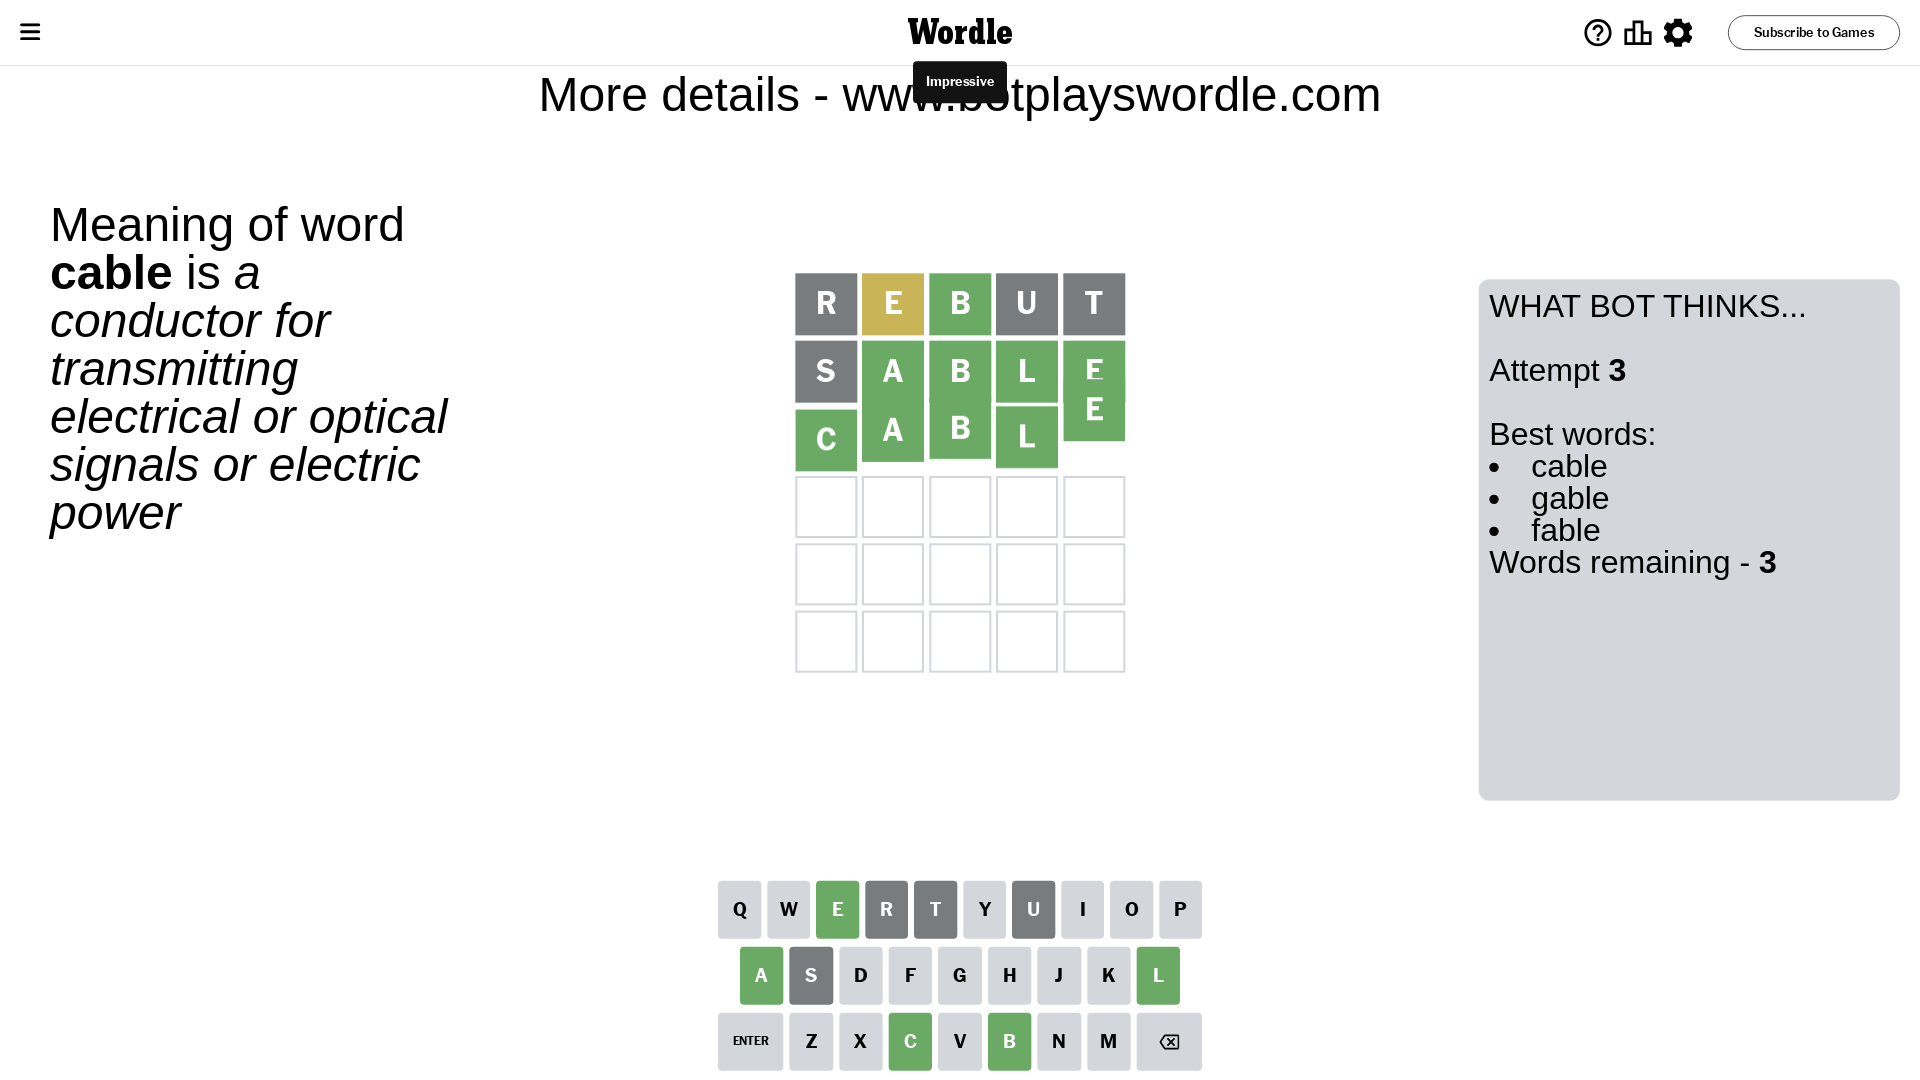 Wordle
Subscribe to Games
Impressive
More details - www.botplayswordle.com
Meaning of word
cable is a
conductor for
transmitting
electrical or optical
signals or electric
power
R E B U T
S A B L E
C A B L E
WHAT BOT THINKS...
Attempt 3
Best words:
• cable
• gable
• fable
Words remaining - 3
Q W E R T Y U I O P
A S D F G H J K L
ENTER Z X C V B N M